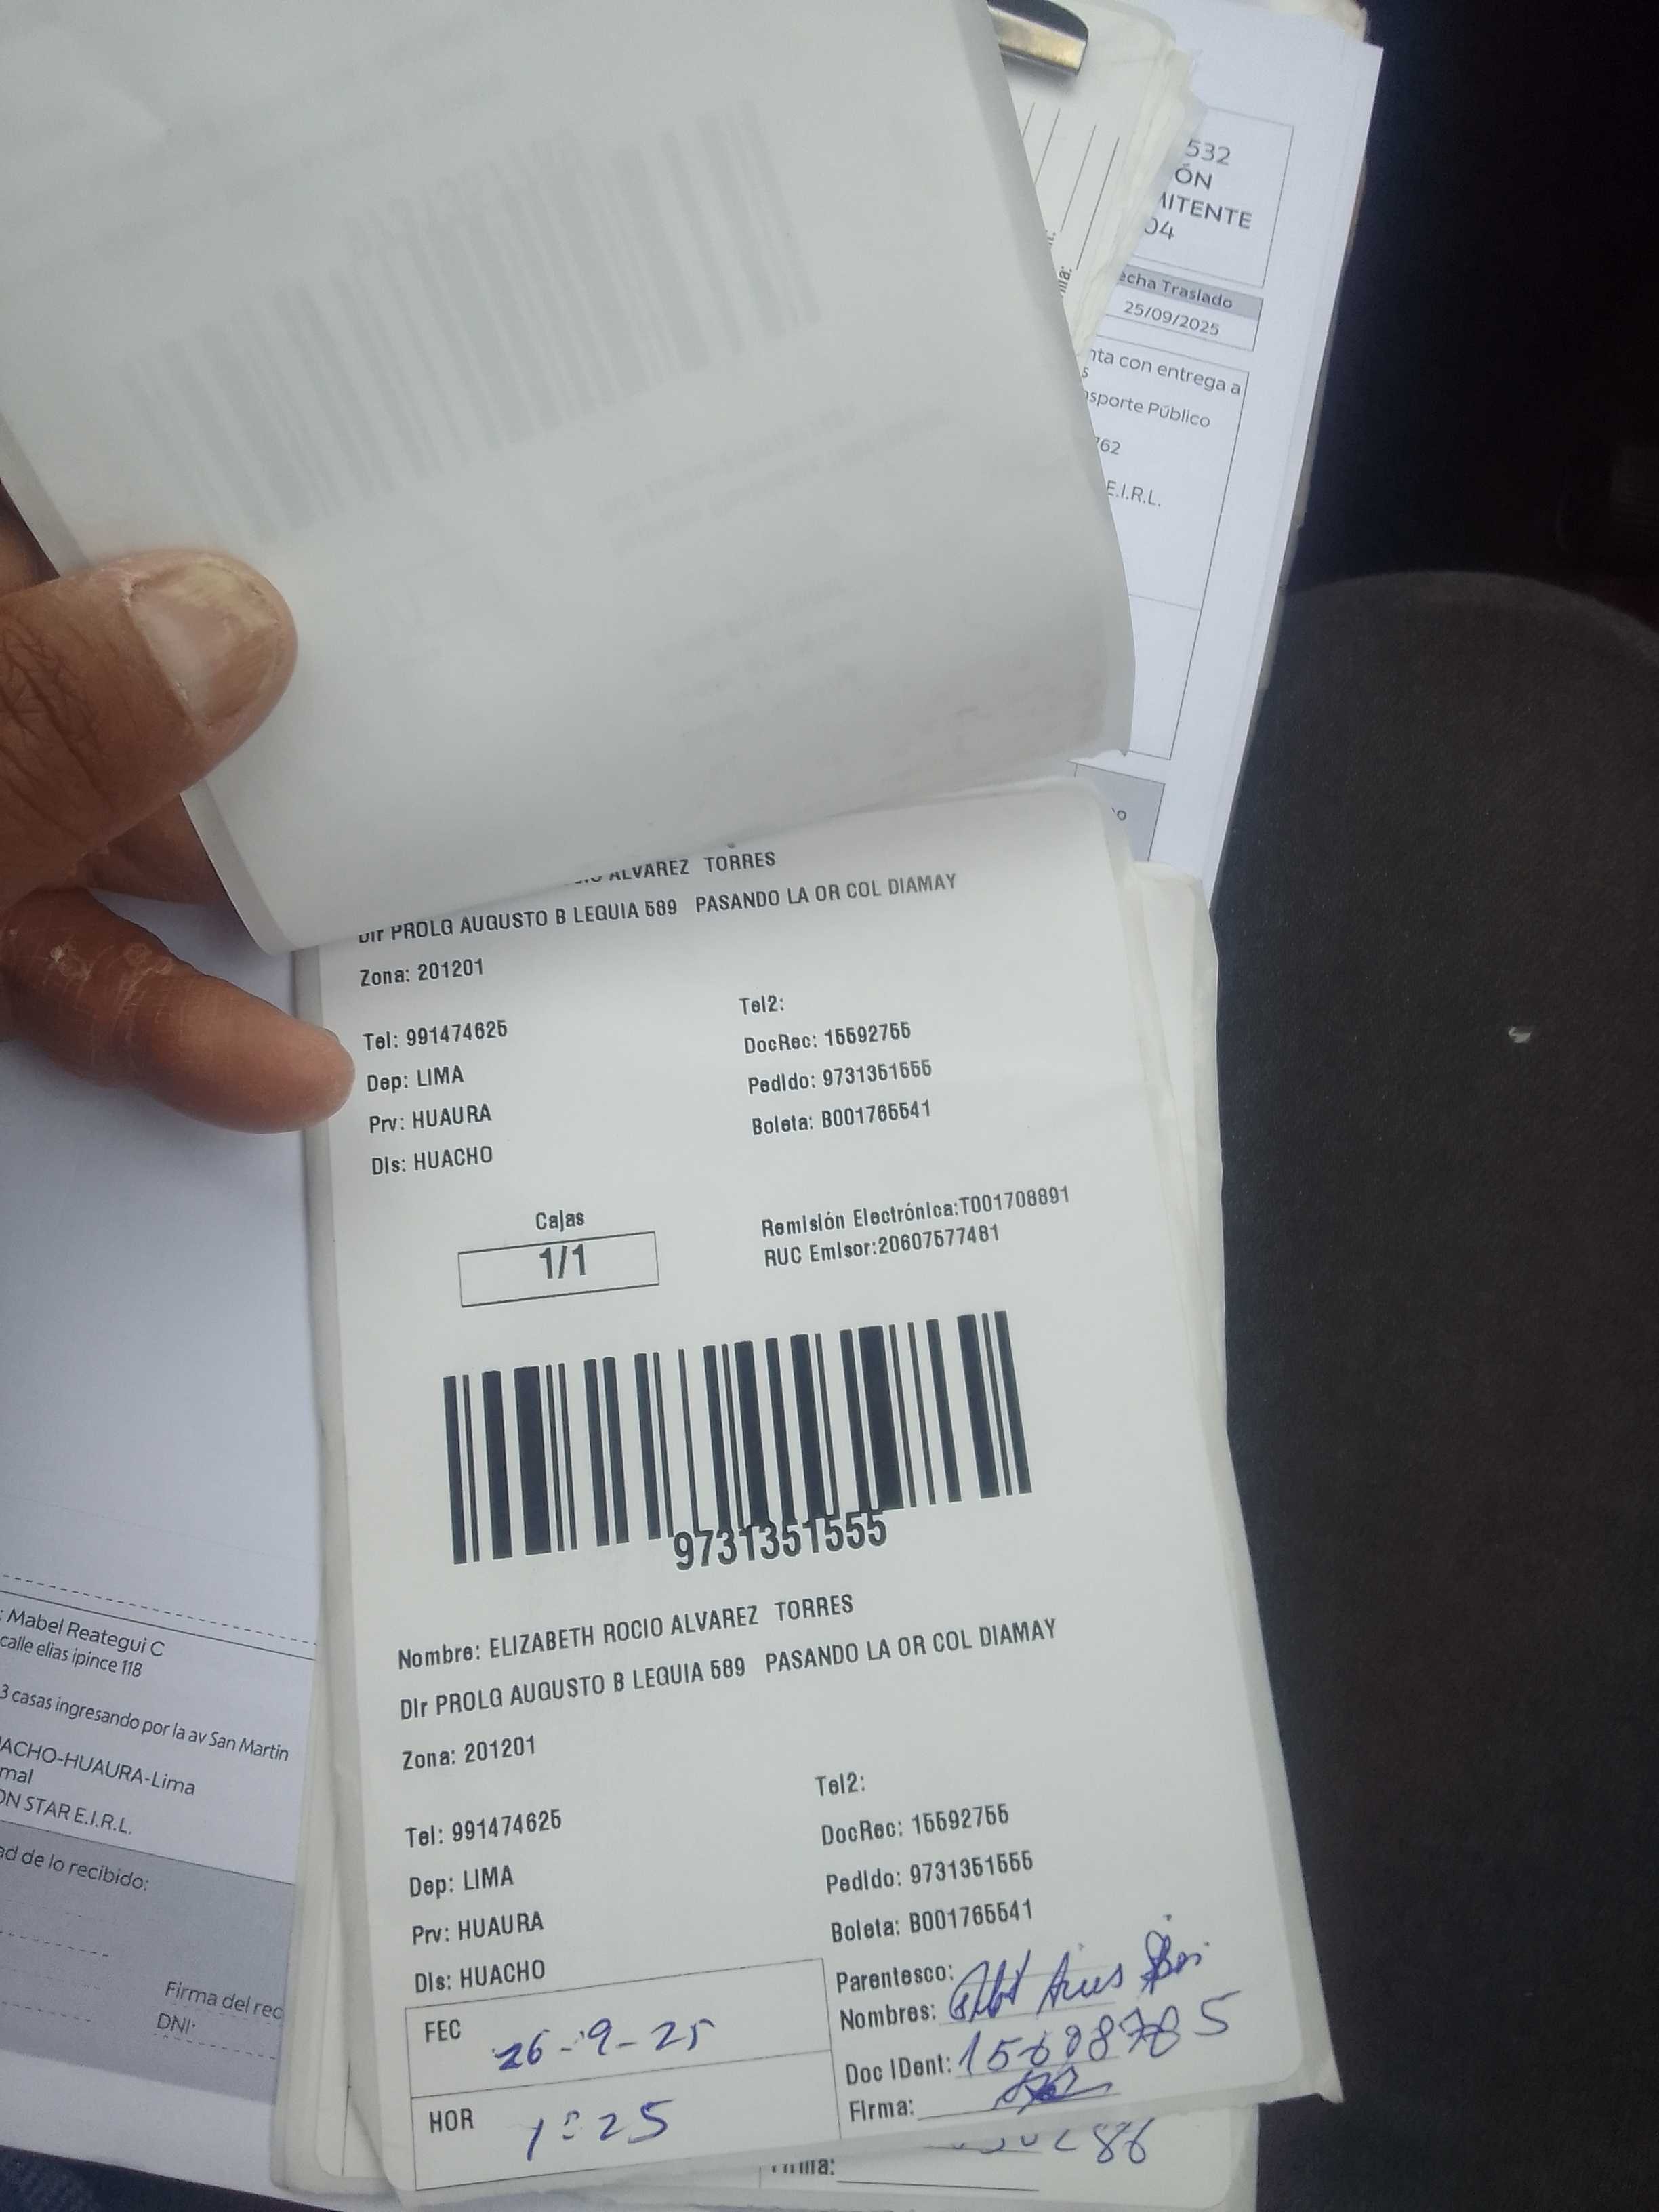 532
ÓN
MITENTE
04
echa Traslado
25/09/2025
nta con entrega a
s
nsporte Público
762
E.I.R.L.
ALVAREZ TORRES
Dir PROLG AUGUSTO B LEGUIA 589 PASANDO LA OR COL DIAMAY
Zona: 201201
Tel: 991474625
Tel2:
Dep: LIMA
DocRec: 15592755
Prv: HUAURA
Pedido: 9731351555
Dis: HUACHO
Boleta: B001765541
Cajas
1/1
Remisión Electrónica:T001708891
RUC Emisor:20607577481
9731351555
Nombre: ELIZABETH ROCIO ALVAREZ TORRES
Dir PROLG AUGUSTO B LEGUIA 589 PASANDO LA OR COL DIAMAY
Zona: 201201
Tel: 991474625
Tel2:
Dep: LIMA
DocRec: 15592755
Prv: HUAURA
Pedido: 9731351555
Dis: HUACHO
Boleta: B001765541
FEC 26-9-25
HOR 1:25
Parentesco:
Nombres:
Doc IDent:
Firma:
Firma:
: Mabel Reategui C
calle elias ipince 118
3 casas ingresando por la av San Martin
ACHO-HUAURA-Lima
mal
ON STAR E.I.R.L.
ad de lo recibido:
Firma del rec
DNI: